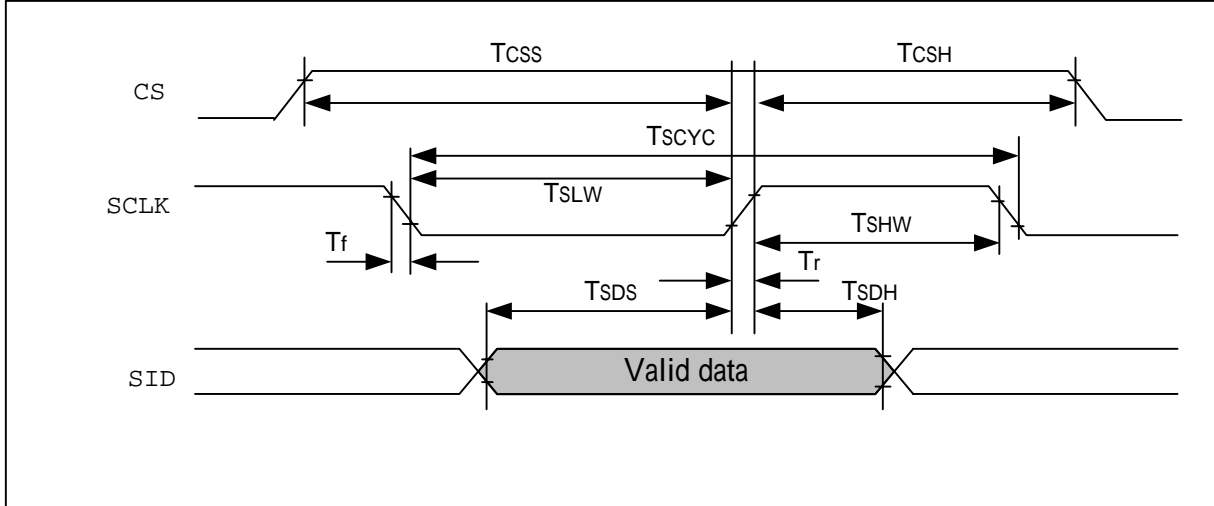 TCSS
TCSH
CS
TSCYC
TSLW
SCLK
TSHW
Tf
Tr
TSDS
TSDH
Valid data
SID